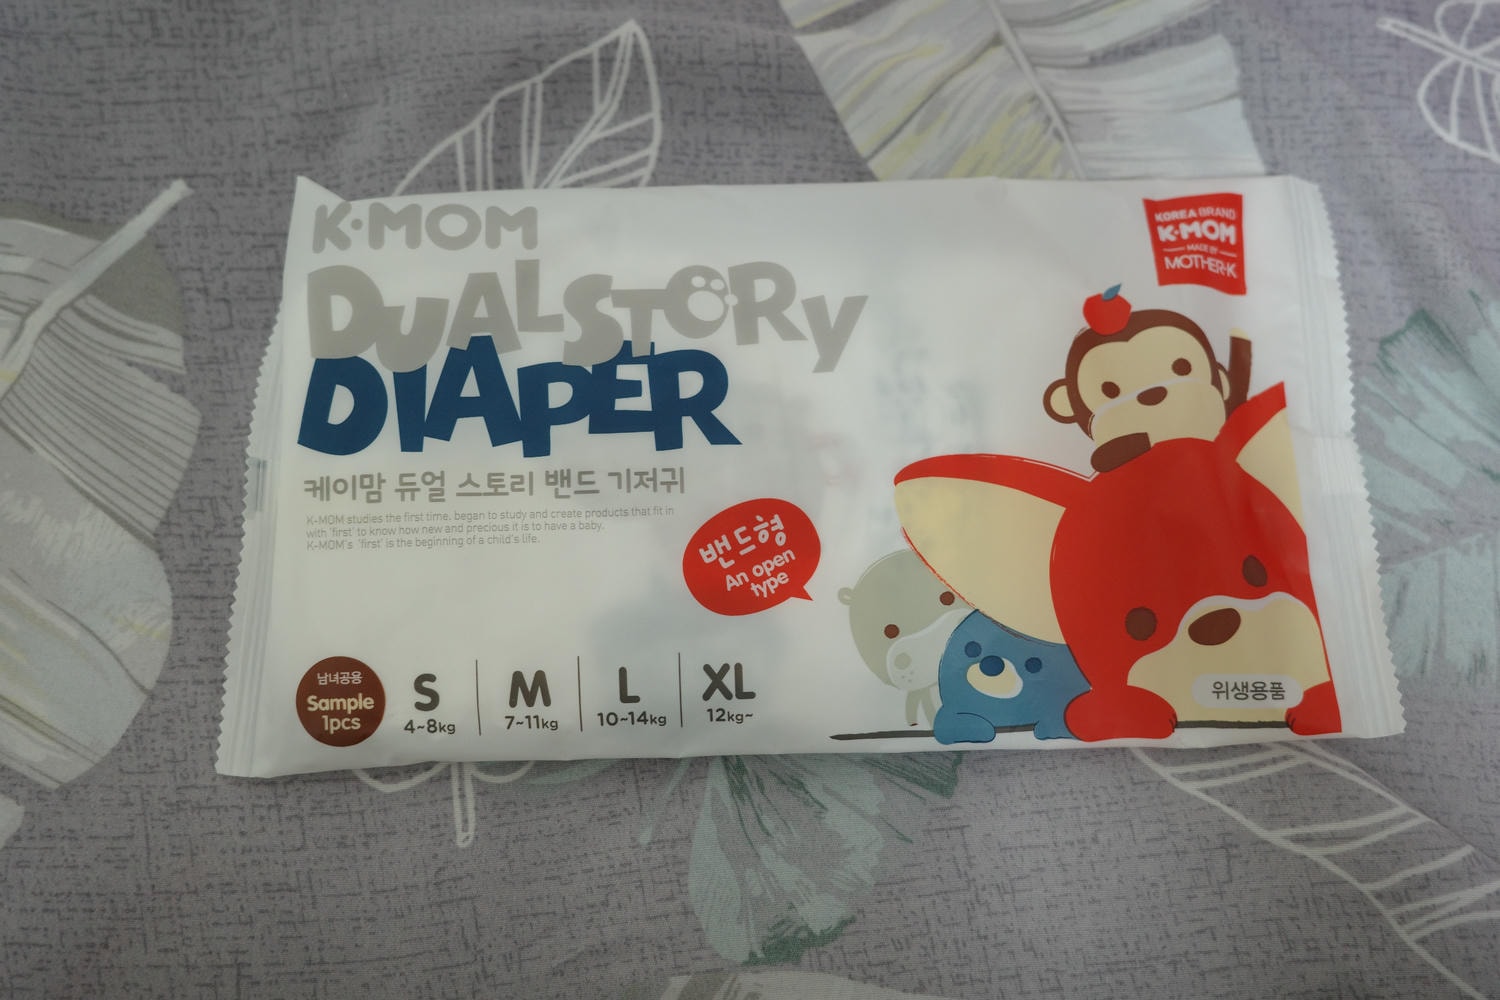 K·MOM
DUALSTORY
DIAPER
케이맘 듀얼 스토리 밴드 기저귀
K-MOM studies the first time, began to study and create products that fit in
with 'first' to know how new and precious it is to have a baby.
K-MOM's 'first' is the beginning of a child's life.
밴드형
An open
type
남녀공용
Sample
1pcs
S
4~8kg
M
7~11kg
L
10~14kg
XL
12kg~
KOREA BRAND
K·MOM
MADE BY
MOTHER-K
위생용품